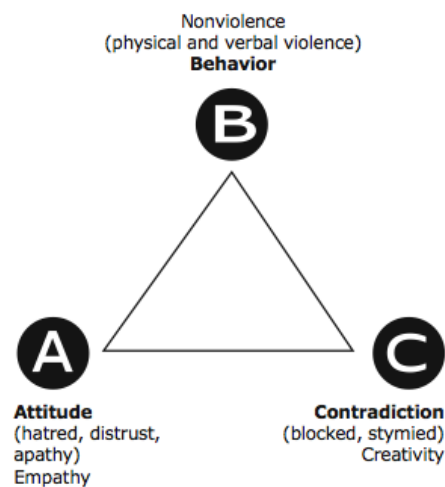 Nonviolence
(physical and verbal violence)
Behavior
B
A
C
Attitude
(hatred, distrust,
apathy)
Empathy
Contradiction
(blocked, stymied)
Creativity